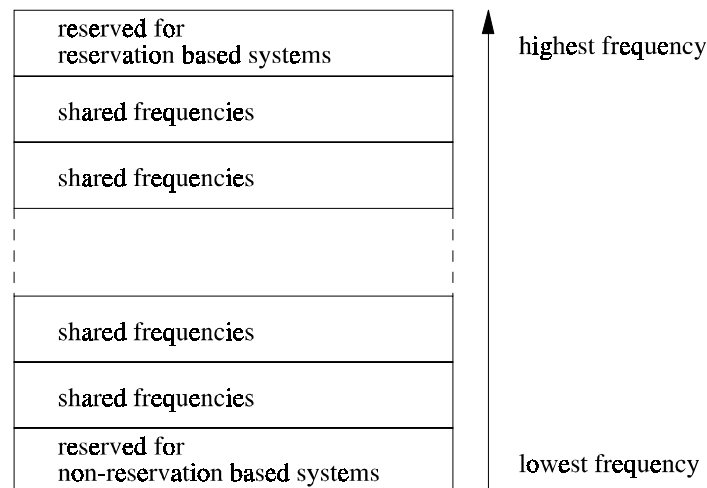 reserved for
reservation based systems
highest frequency
shared frequencies
shared frequencies
shared frequencies
shared frequencies
reserved for
non-reservation based systems
lowest frequency